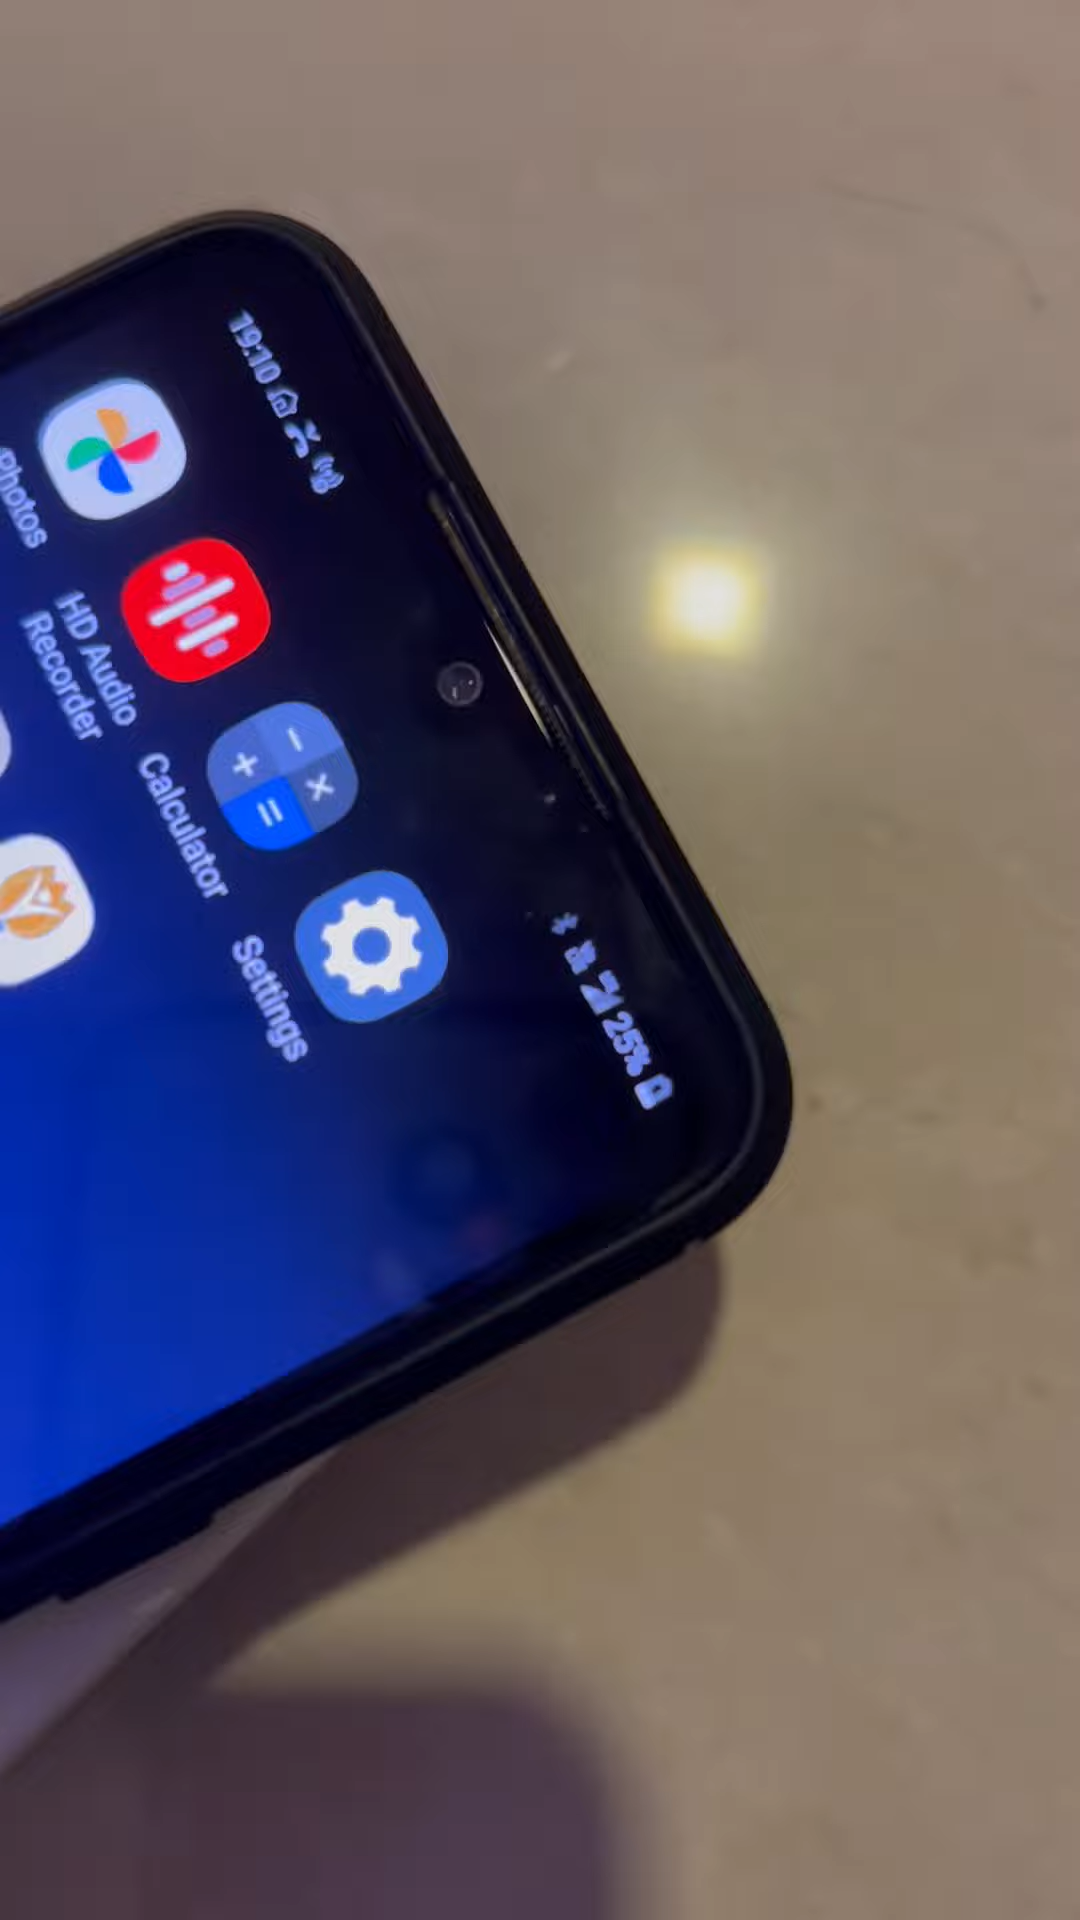 19:10
25%
Photos
HD Audio
Recorder
Calculator
Settings